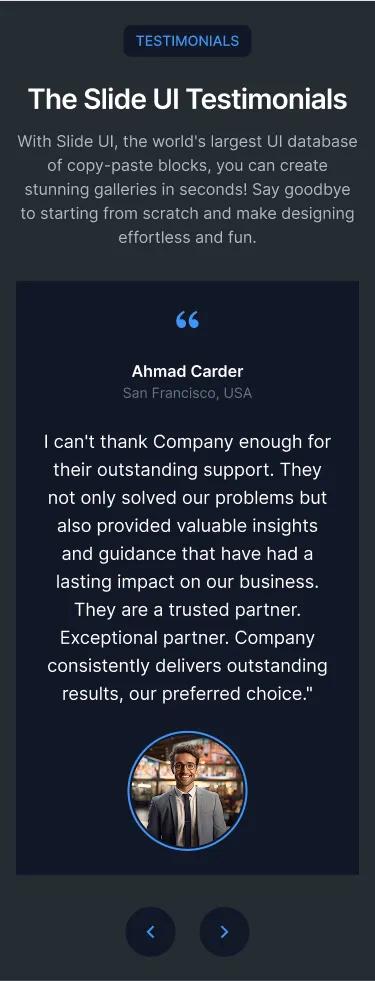 TESTIMONIALS
The Slide UI Testimonials
With Slide UI, the world's largest UI database
of copy-paste blocks, you can create
stunning galleries in seconds! Say goodbye
to starting from scratch and make designing
effortless and fun.
“
Ahmad Carder
San Francisco, USA
I can't thank Company enough for
their outstanding support. They
not only solved our problems but
also provided valuable insights
and guidance that have had a
lasting impact on our business.
They are a trusted partner.
Exceptional partner. Company
consistently delivers outstanding
results, our preferred choice."